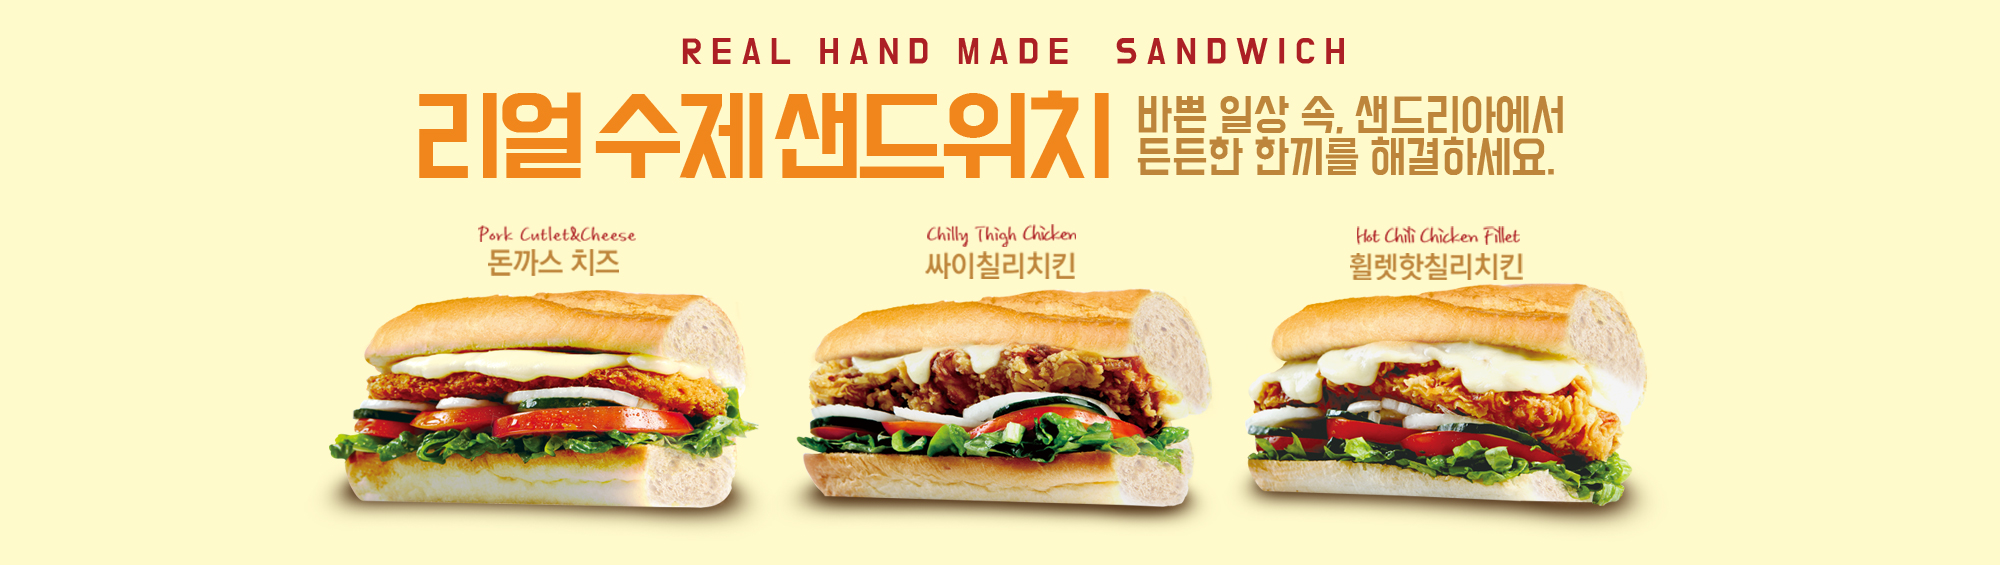 REAL HAND MADE SANDWICH
리얼 수제 샌드위치
바쁜 일상 속, 샌드리아에서
든든한 한끼를 해결하세요.
Pork Cutlet&Cheese
돈까스 치즈
Chilly Thigh Chicken
싸이칠리치킨
Hot Chili Chicken Fillet
휠렛핫칠리치킨